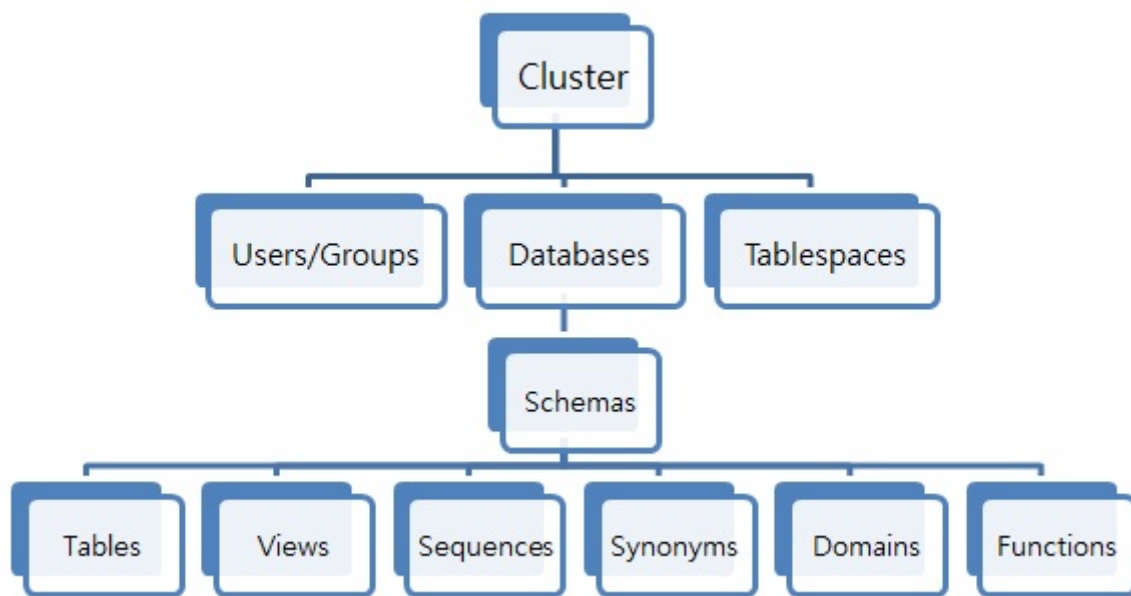 Cluster
Users/Groups
Databases
Tablespaces
Schemas
Tables
Views
Sequences
Synonyms
Domains
Functions